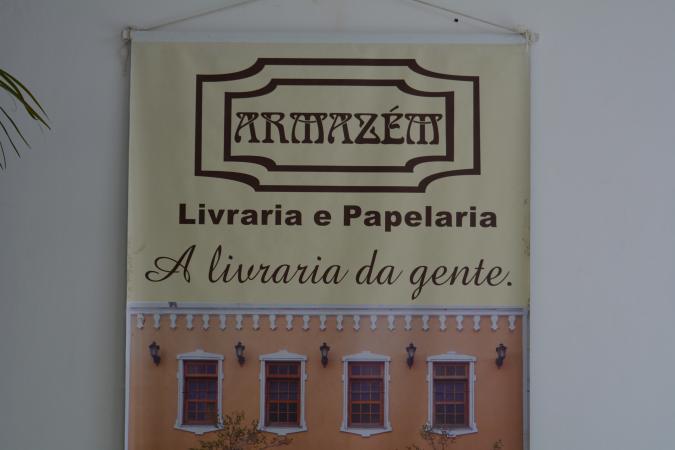 ARMAZÉM
Livraria e Papelaria
A livraria da gente.